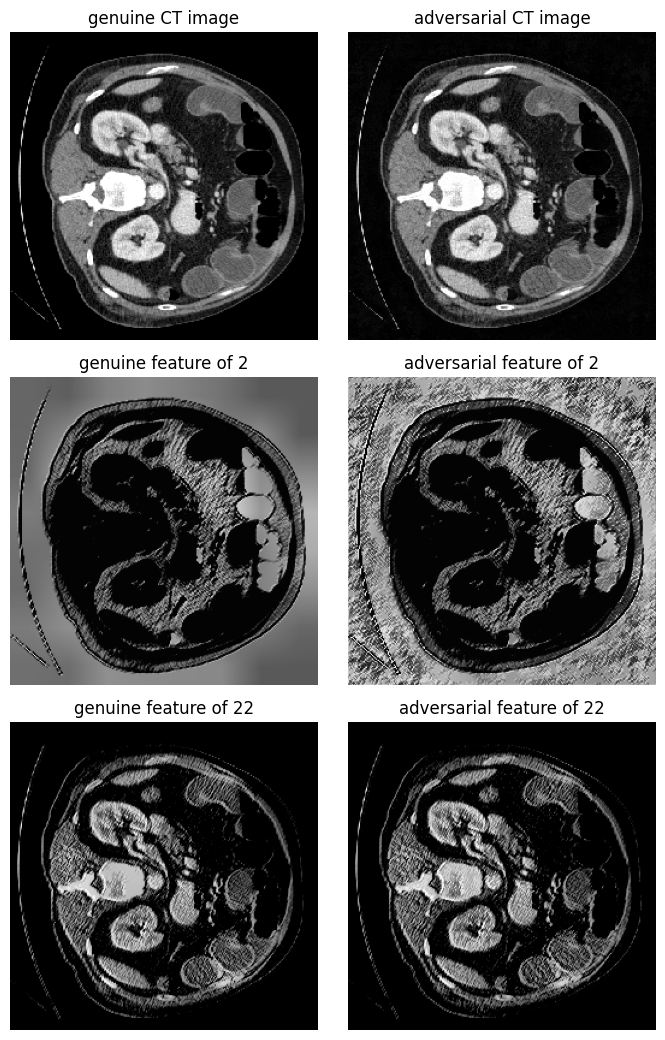 genuine CT image
adversarial CT image
genuine feature of 2
adversarial feature of 2
genuine feature of 22
adversarial feature of 22